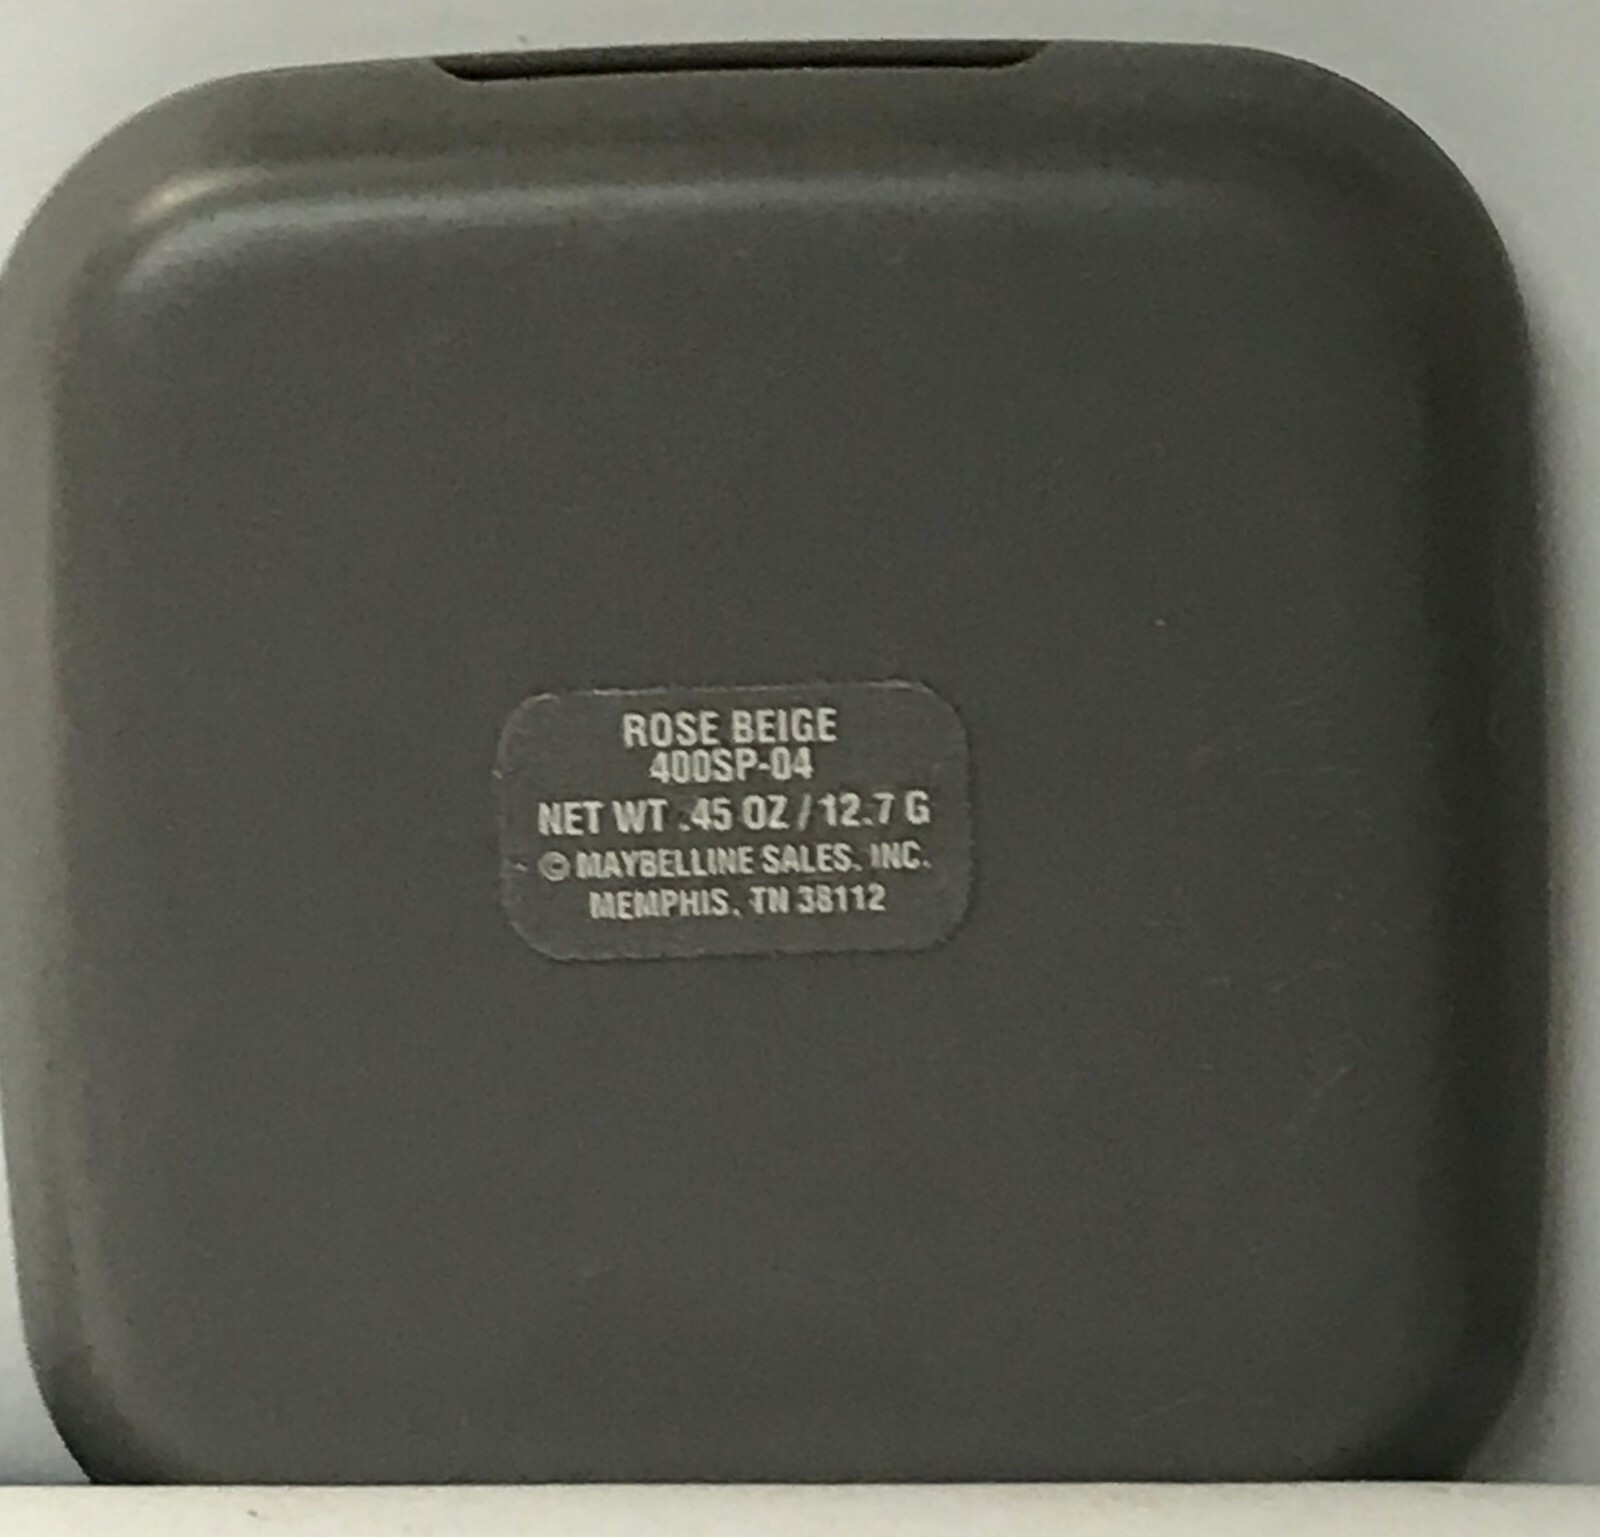 ROSE BEIGE
400SP-04
NET WT .45 OZ / 12.7 G
© MAYBELLINE SALES, INC.
MEMPHIS, TN 38112